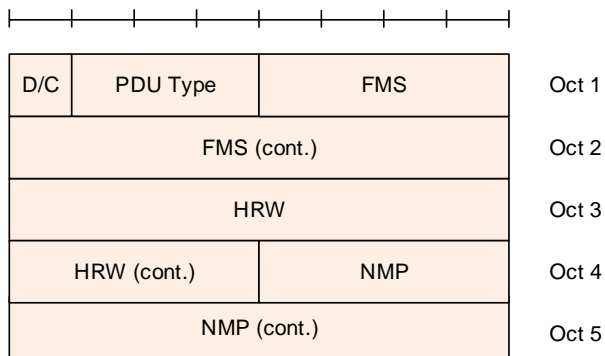 D/C PDU Type FMS Oct 1
FMS (cont.) Oct 2
HRW Oct 3
HRW (cont.) NMP Oct 4
NMP (cont.) Oct 5